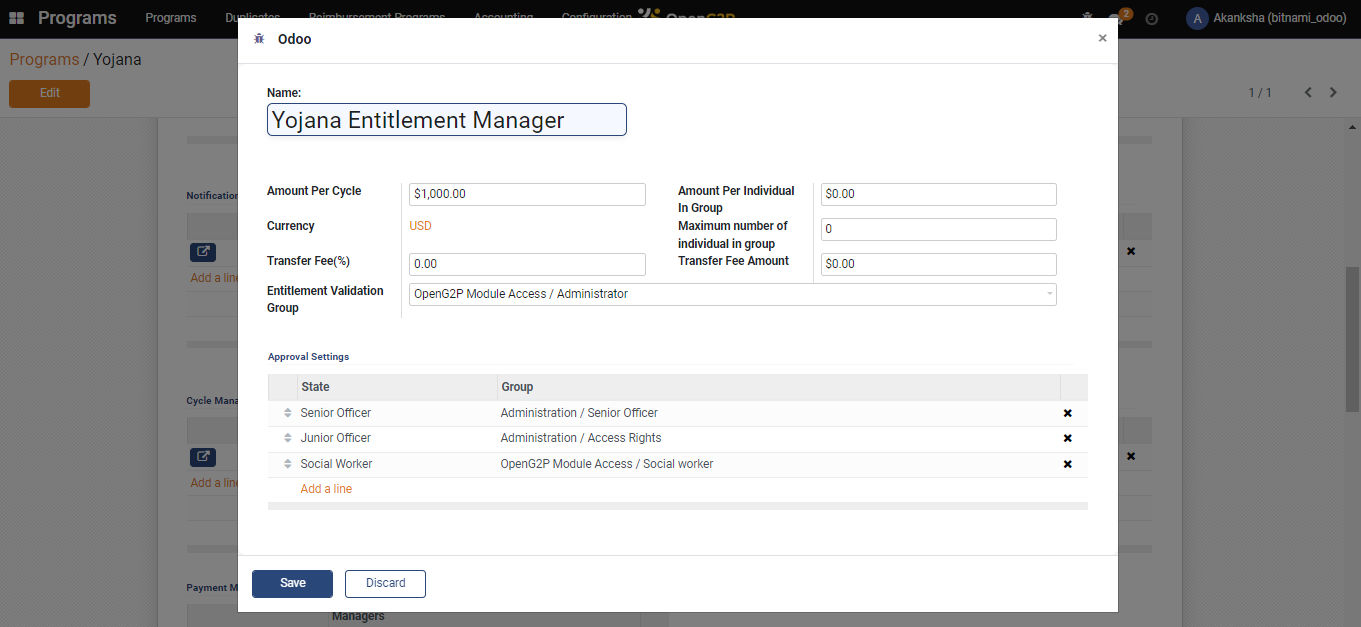 Programs Programs Duplicates Reimbursement Programs Accounting Configuration OpenG2P 2 A Akanksha (bitnami_odoo)
Odoo ×
Programs / Yojana
Edit
1 / 1
Name:
Yojana Entitlement Manager
Amount Per Cycle $1,000.00
Amount Per Individual
In Group $0.00
Currency USD
Maximum number of
individual in group 0
Transfer Fee(%) 0.00
Transfer Fee Amount $0.00
Entitlement Validation
Group OpenG2P Module Access / Administrator
Notification
Add a line
Approval Settings
State Group
Senior Officer Administration / Senior Officer
Junior Officer Administration / Access Rights
Social Worker OpenG2P Module Access / Social worker
Add a line
Cycle Mana
Add a line
Save Discard
Payment M
Managers